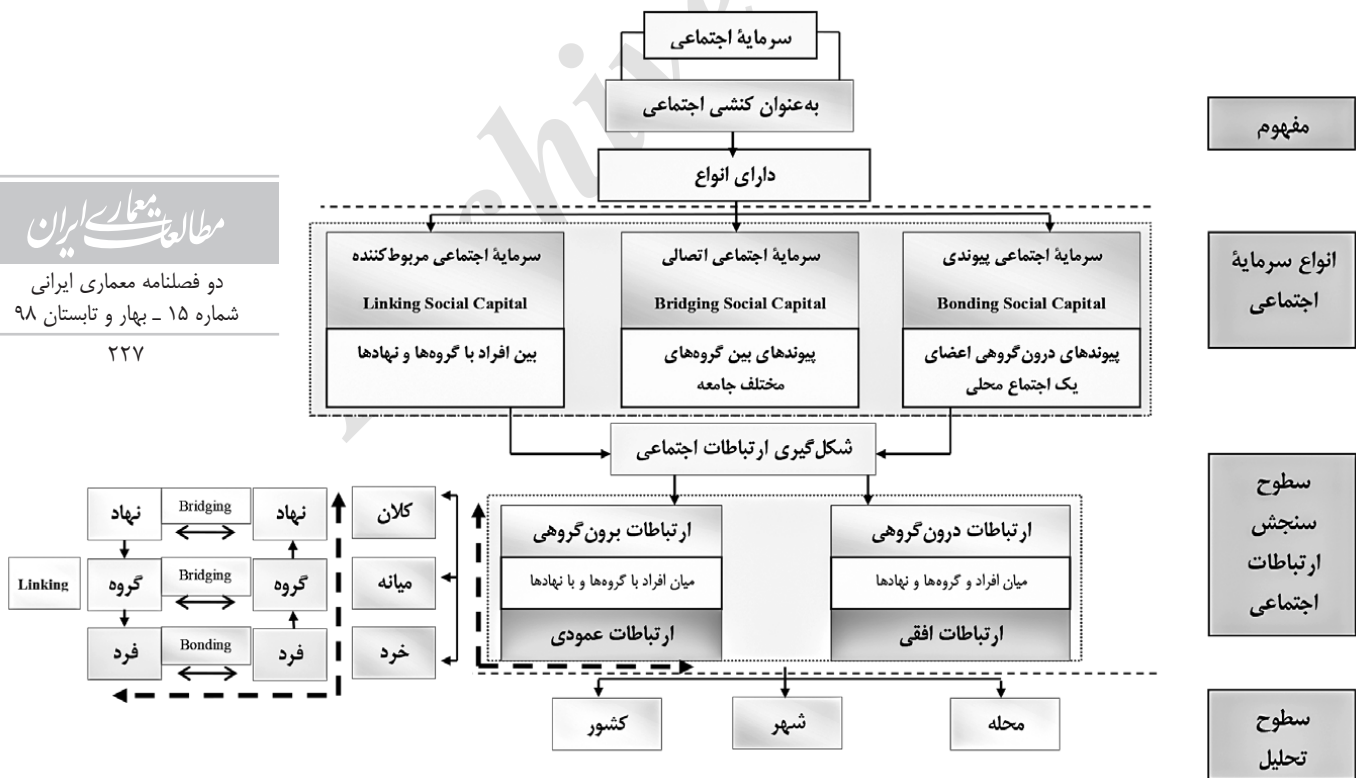 سرمایهٔ اجتماعی
به‌عنوان کنشی اجتماعی
دارای انواع
مفهوم
انواع سرمایهٔ
اجتماعی
سرمایهٔ اجتماعی پیوندی
Bonding Social Capital
پیوندهای درون‌گروهی اعضای
یک اجتماع محلی
سرمایهٔ اجتماعی اتصالی
Bridging Social Capital
پیوندهای بین گروه‌های
مختلف جامعه
سرمایهٔ اجتماعی مربوط‌کننده
Linking Social Capital
بین افراد با گروه‌ها و نهادها
مطالعات معماری ایران
دو فصلنامه معماری ایرانی
شماره ۱۵ ـ بهار و تابستان ۹۸
۲۲۷
شکل‌گیری ارتباطات اجتماعی
سطوح
سنجش
ارتباطات
اجتماعی
ارتباطات درون‌گروهی
میان افراد و گروه‌ها و نهادها
ارتباطات افقی
ارتباطات برون‌گروهی
میان افراد با گروه‌ها و با نهادها
ارتباطات عمودی
کلان
میانه
خرد
نهاد
Bridging
نهاد
گروه
Bridging
گروه
Linking
فرد
Bonding
فرد
سطوح
تحلیل
محله
شهر
کشور